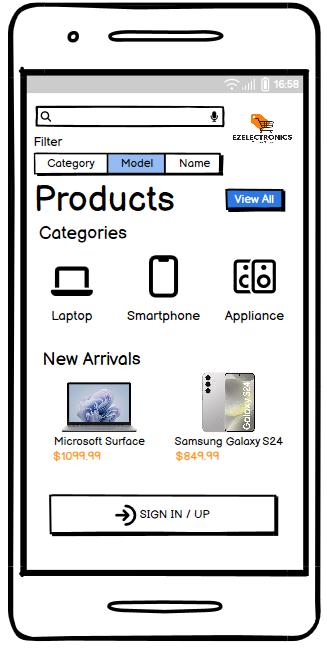 16:58
EZELECTRONICS
Filter
Category Model Name
Products
View All
Categories
Laptop Smartphone Appliance
New Arrivals
Galaxy S24
Microsoft Surface Samsung Galaxy S24
$1099.99 $849.99
SIGN IN / UP